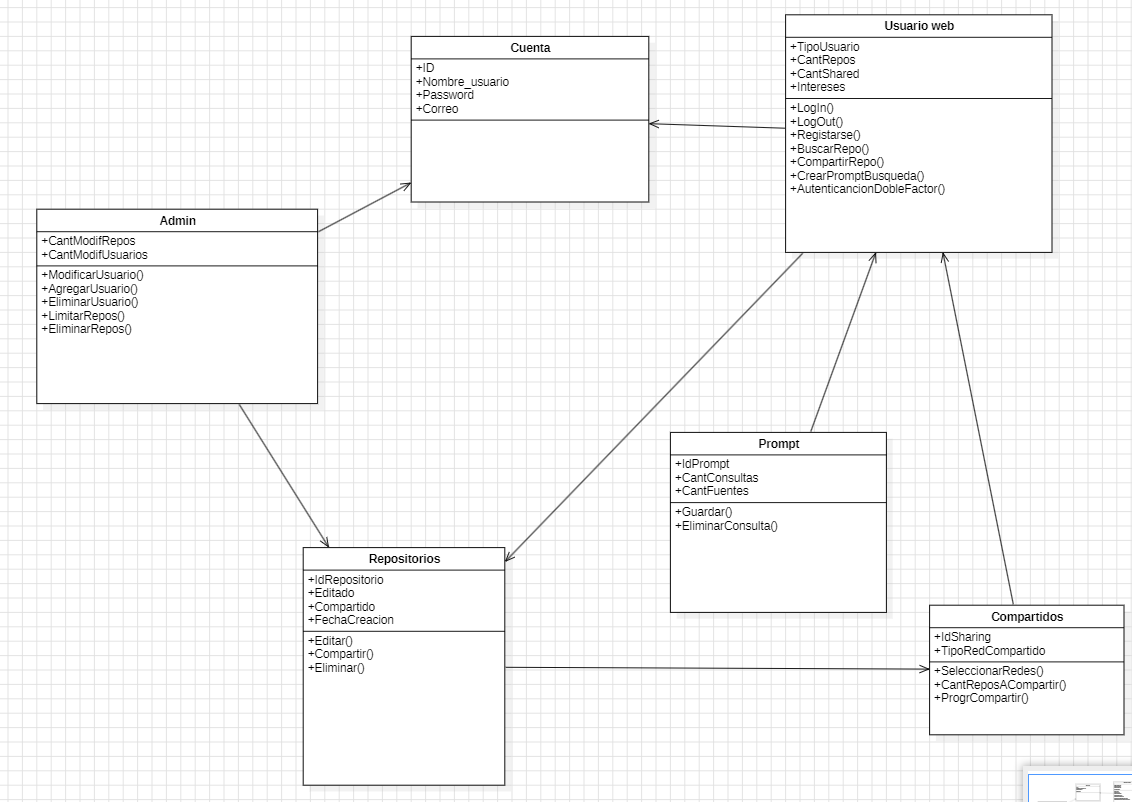 Cuenta
+ID
+Nombre_usuario
+Password
+Correo
Usuario web
+TipoUsuario
+CantRepos
+CantShared
+Intereses
+LogIn()
+LogOut()
+Registarse()
+BuscarRepo()
+CompartirRepo()
+CrearPromptBusqueda()
+AutenticancionDobleFactor()
Admin
+CantModifRepos
+CantModifUsuarios
+ModificarUsuario()
+AgregarUsuario()
+EliminarUsuario()
+LimitarRepos()
+EliminarRepos()
Prompt
+IdPrompt
+CantConsultas
+CantFuentes
+Guardar()
+EliminarConsulta()
Repositorios
+IdRepositorio
+Editado
+Compartido
+FechaCreacion
+Editar()
+Compartir()
+Eliminar()
Compartidos
+IdSharing
+TipoRedCompartido
+SeleccionarRedes()
+CantReposACompartir()
+ProgrCompartir()